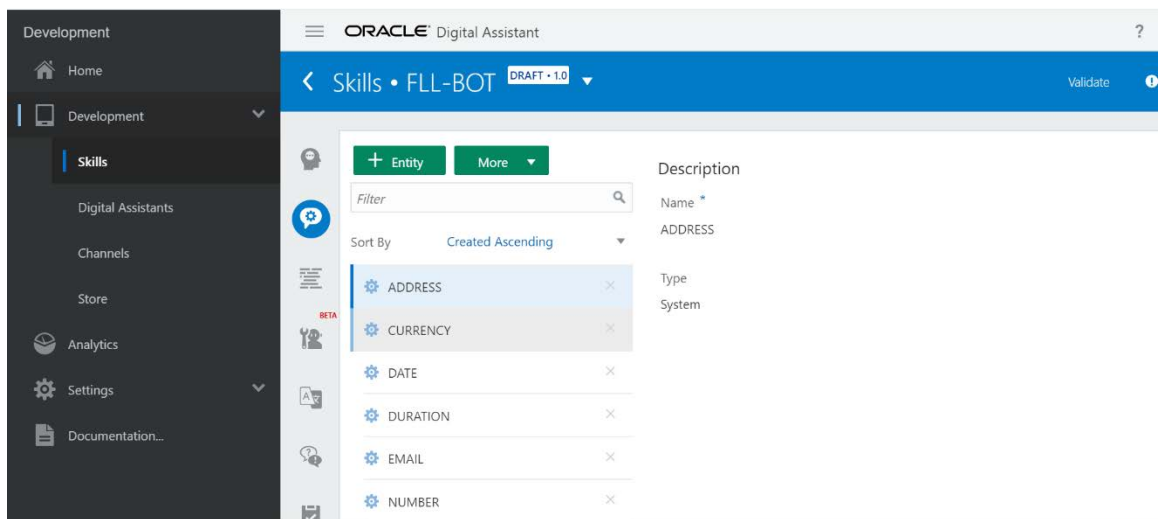 Development
Home
Development
Skills
Digital Assistants
Channels
Store
Analytics
Settings
Documentation...
ORACLE Digital Assistant
?
Skills • FLL-BOT DRAFT • 1.0
Validate
+ Entity
More
Filter
Sort By Created Ascending
BETA
ADDRESS
CURRENCY
DATE
DURATION
EMAIL
NUMBER
Description
Name *
ADDRESS
Type
System